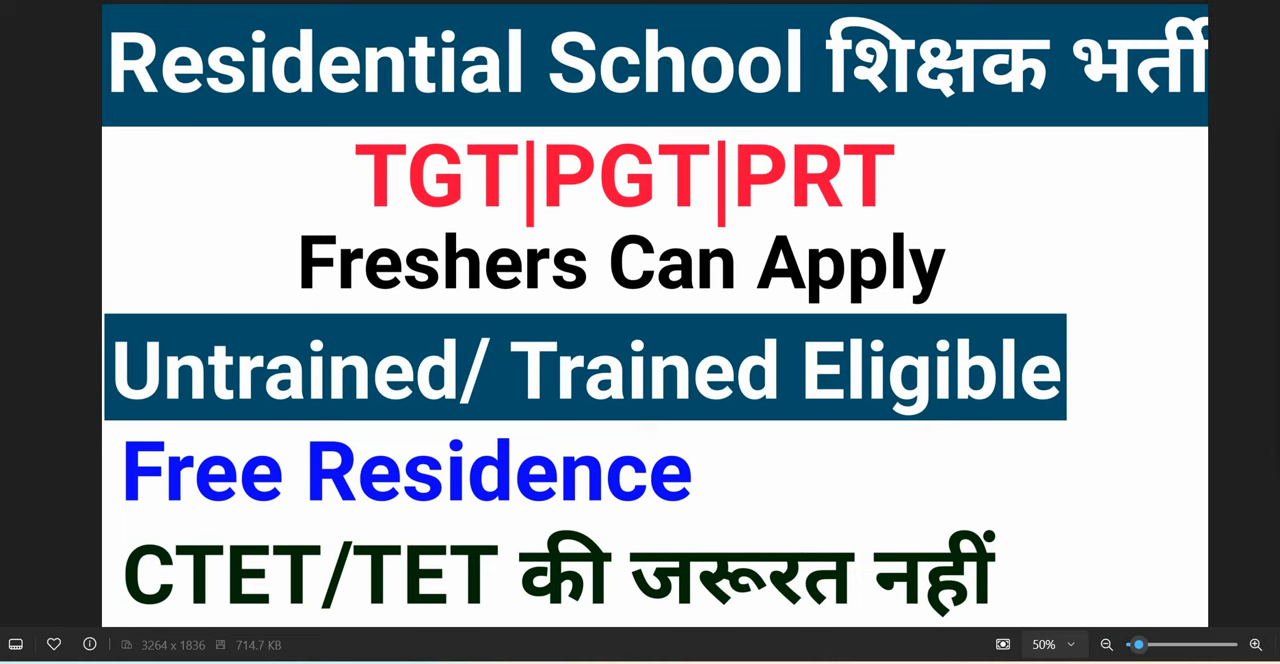 Residential School शिक्षक भर्ती
TGT|PGT|PRT
Freshers Can Apply
Untrained/ Trained Eligible
Free Residence
CTET/TET की जरूरत नहीं
3264 x 1836 714.7 KB 50%